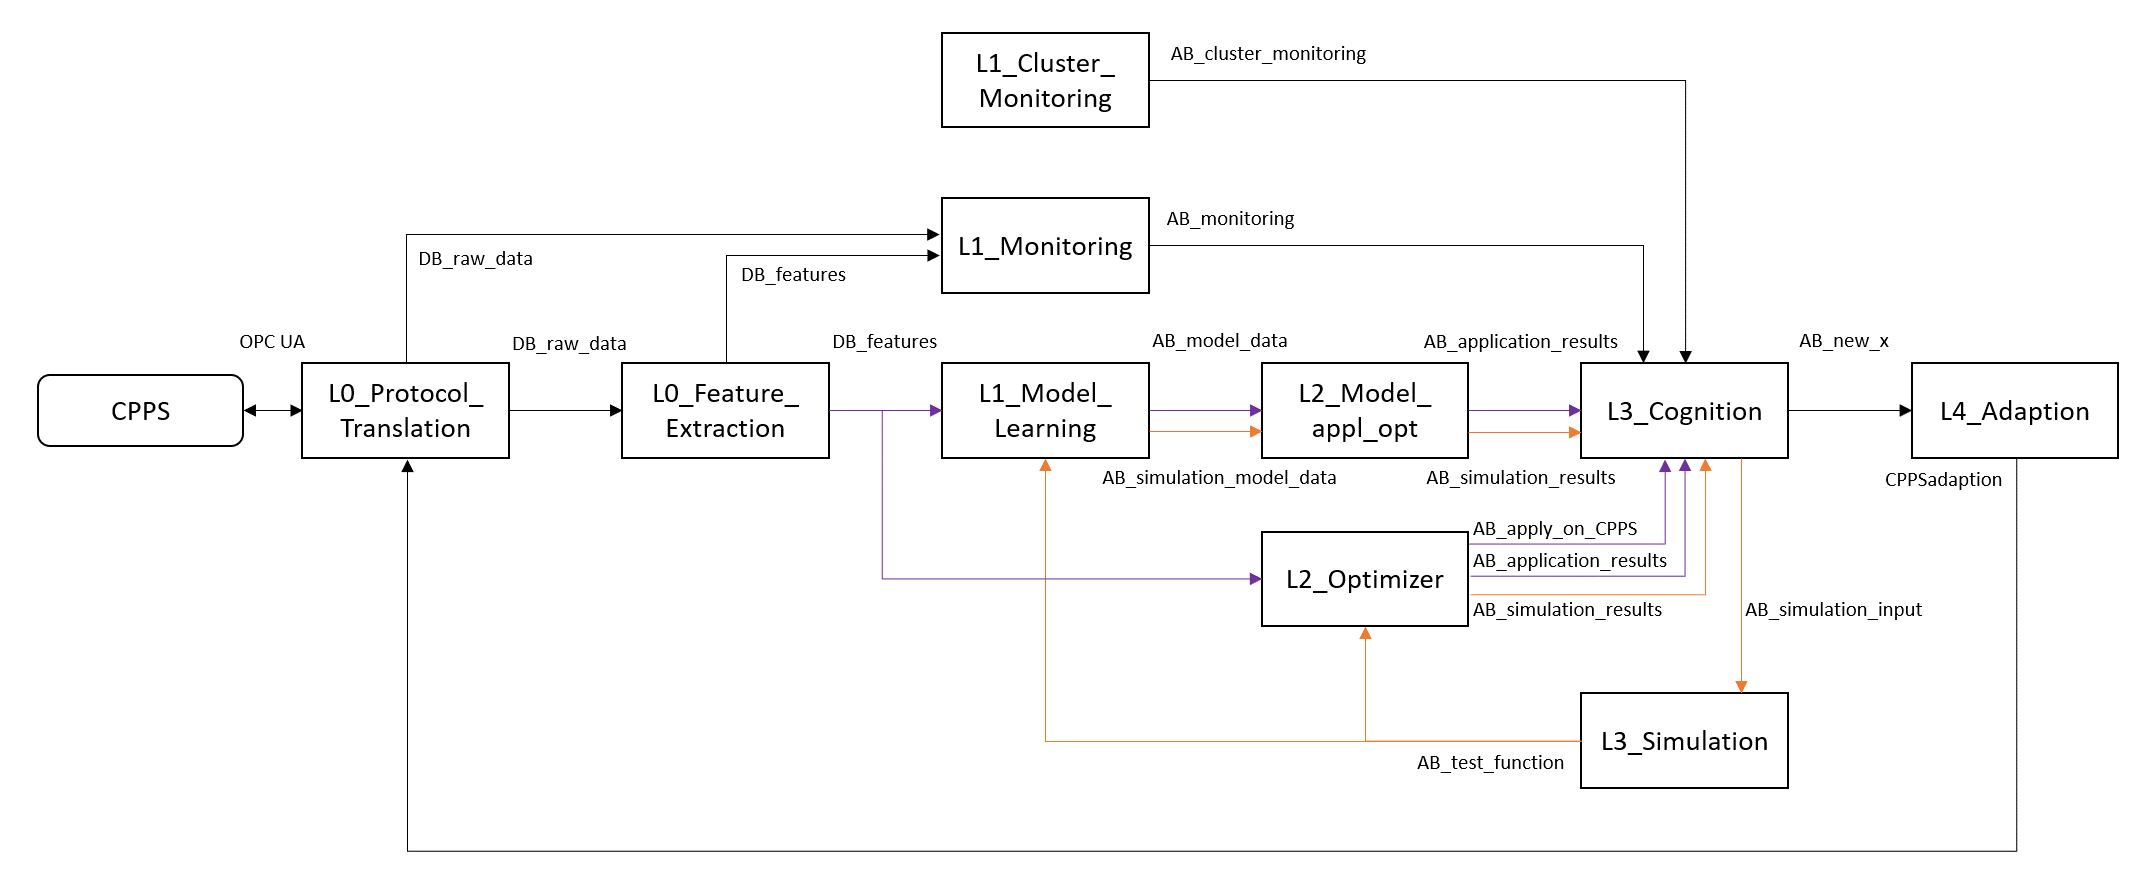 L1_Cluster_
Monitoring
AB_cluster_monitoring
L1_Monitoring
AB_monitoring
DB_raw_data
DB_features
OPC UA
DB_raw_data
DB_features
AB_model_data
AB_application_results
AB_new_x
CPPS
L0_Protocol_
Translation
L0_Feature_
Extraction
L1_Model_
Learning
L2_Model_
appl_opt
L3_Cognition
L4_Adaption
AB_simulation_model_data
AB_simulation_results
CPPSadaption
L2_Optimizer
AB_apply_on_CPPS
AB_application_results
AB_simulation_results
AB_simulation_input
L3_Simulation
AB_test_function